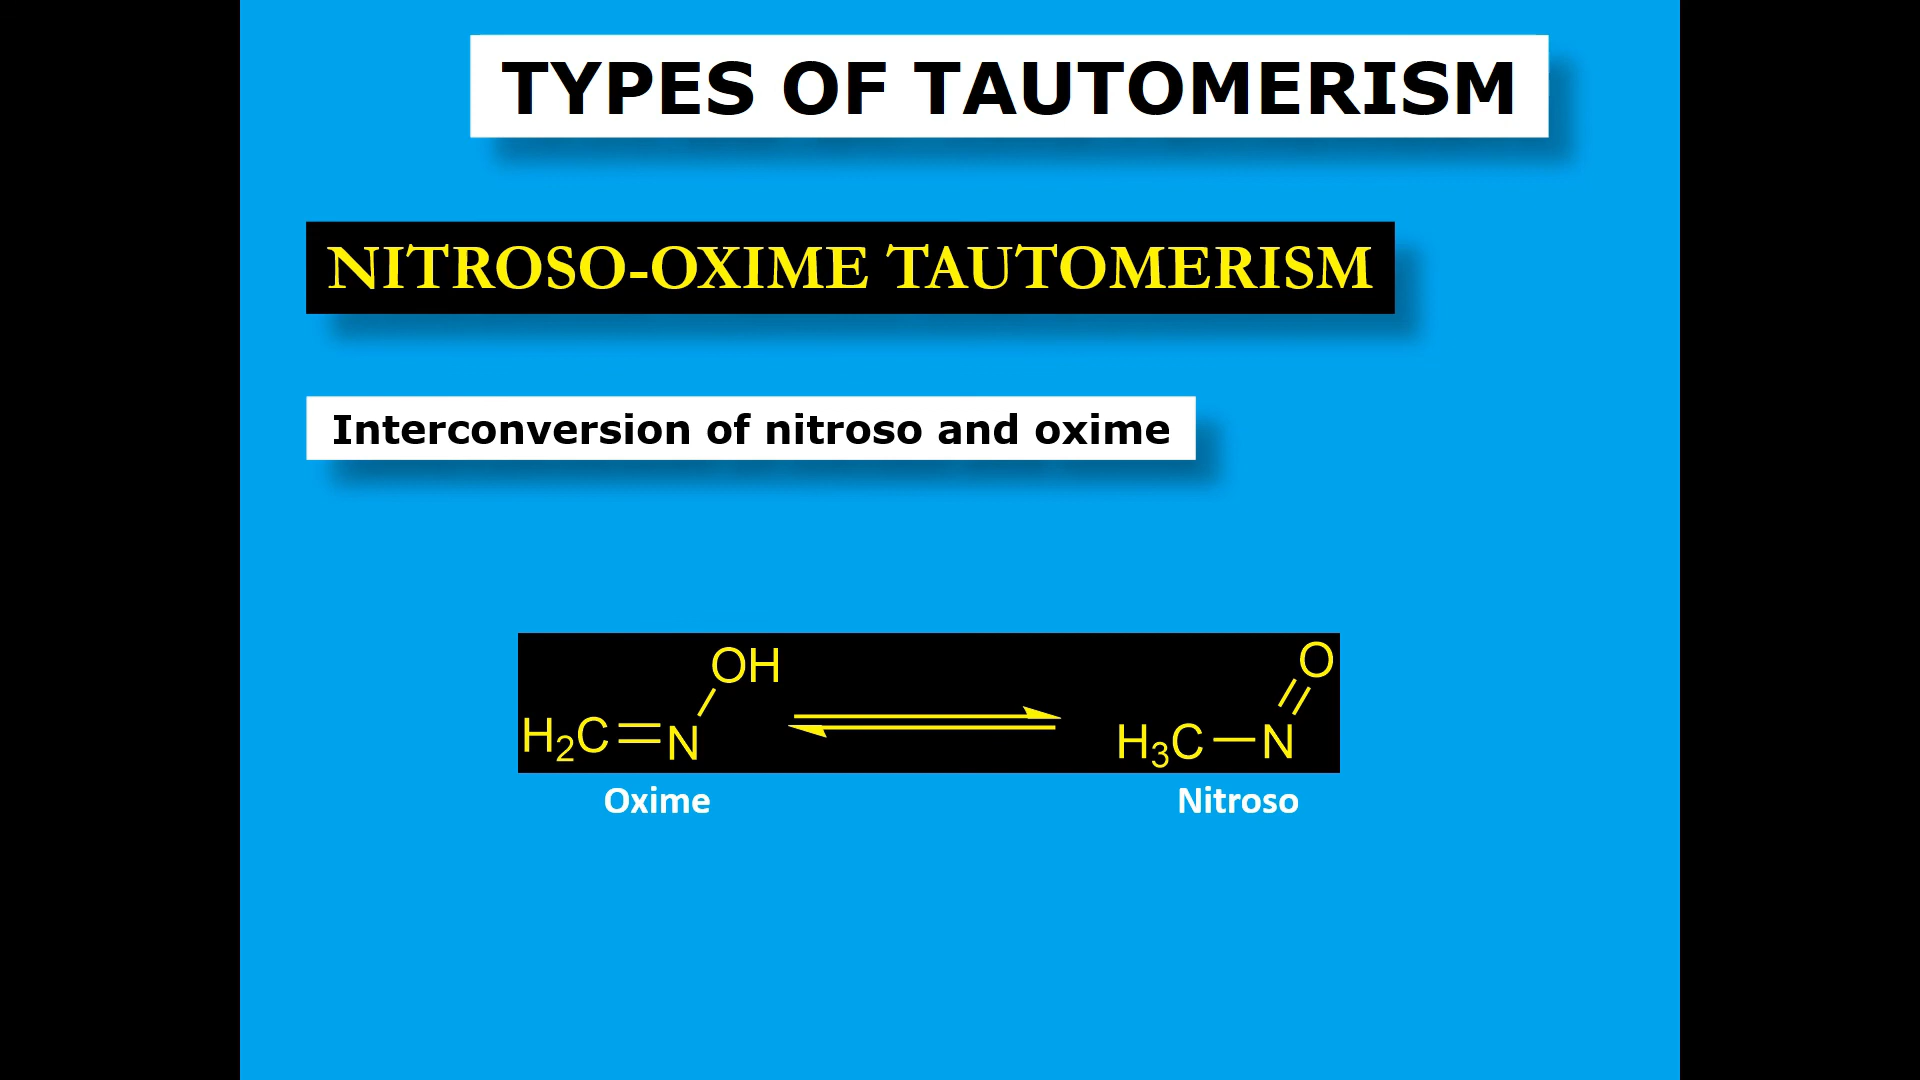 TYPES OF TAUTOMERISM
NITROSO-OXIME TAUTOMERISM
Interconversion of nitroso and oxime
OH
H₂C=N
O
H₃C—N
Oxime
Nitroso